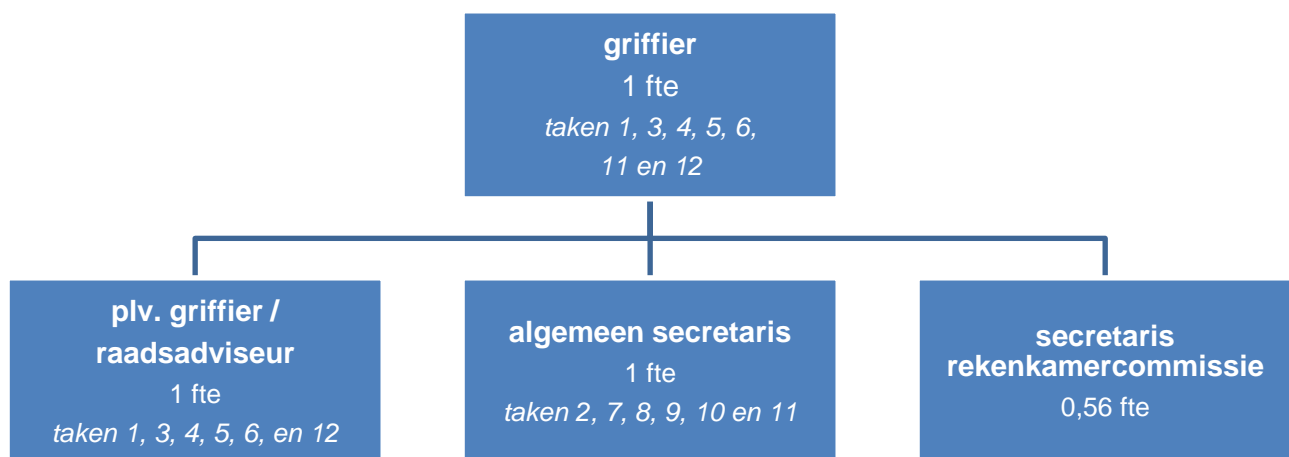 griffier
1 fte
taken 1, 3, 4, 5, 6,
11 en 12
plv. griffier /
raadsadviseur
1 fte
taken 1, 3, 4, 5, 6, en 12
algemeen secretaris
1 fte
taken 2, 7, 8, 9, 10 en 11
secretaris
rekenkamercommissie
0,56 fte